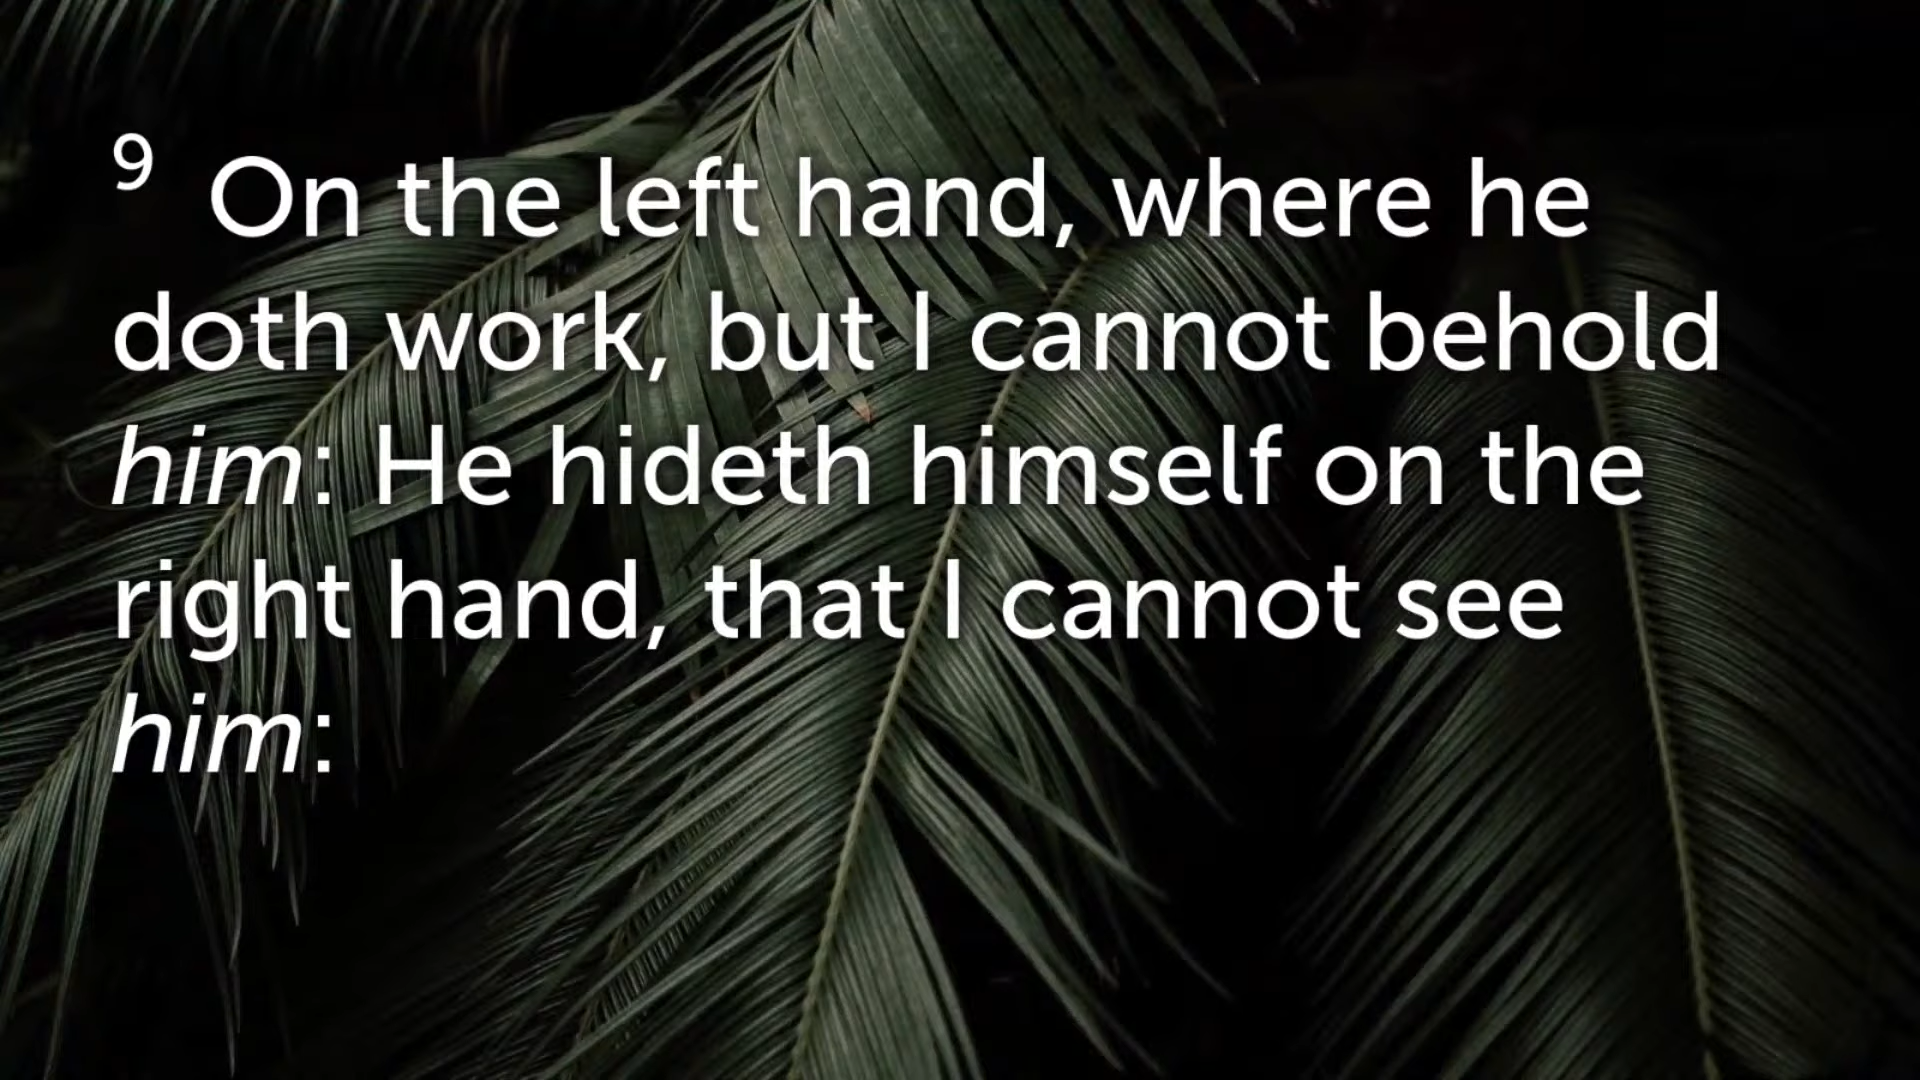 9 On the left hand, where he
doth work, but I cannot behold
him: He hideth himself on the
right hand, that I cannot see
him: